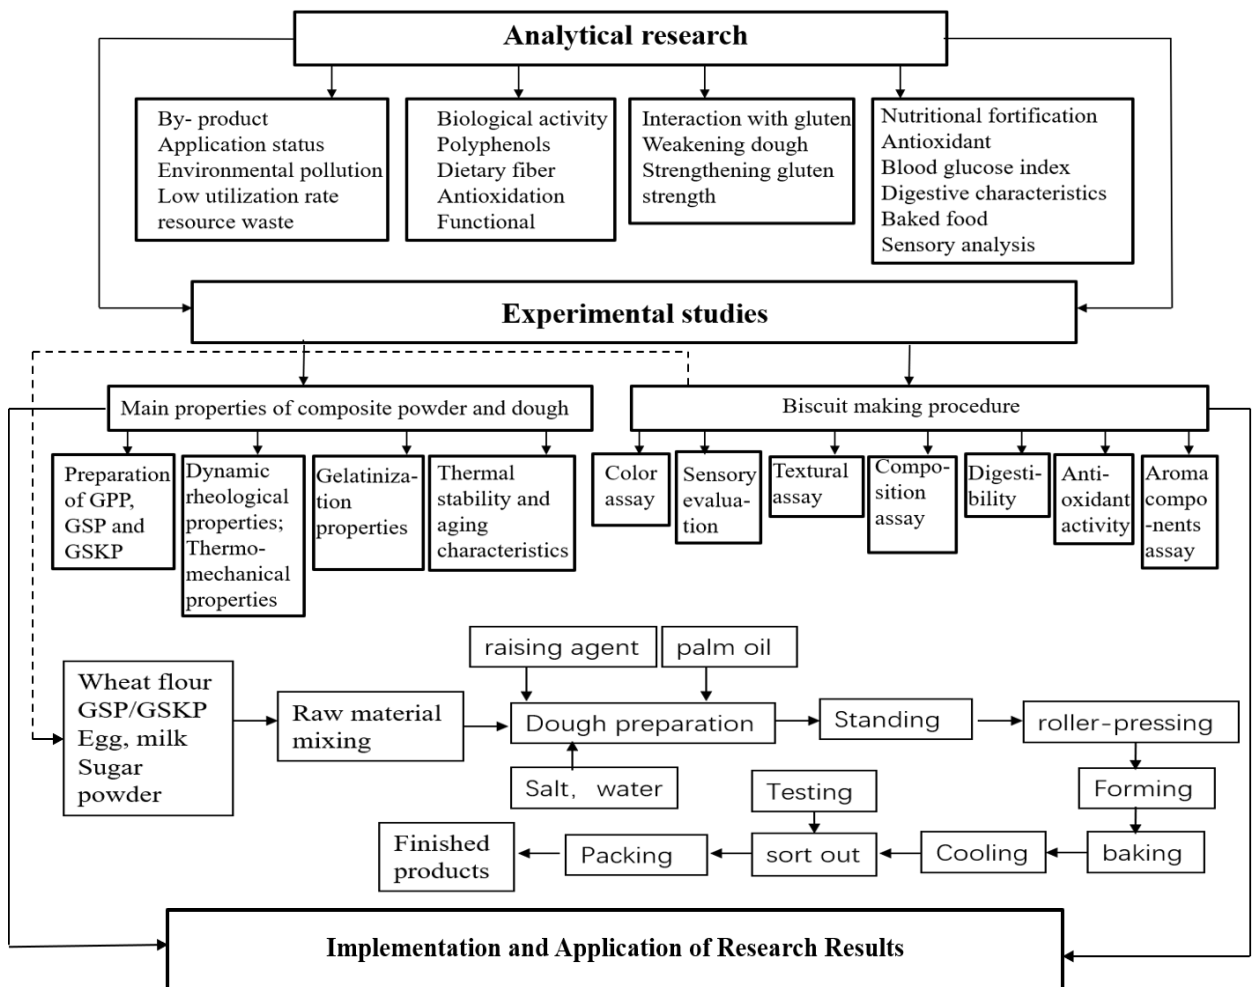 Analytical research
By- product
Application status
Environmental pollution
Low utilization rate
resource waste
Biological activity
Polyphenols
Dietary fiber
Antioxidation
Functional
Interaction with gluten
Weakening dough
Strengthening gluten
strength
Nutritional fortification
Antioxidant
Blood glucose index
Digestive characteristics
Baked food
Sensory analysis
Experimental studies
Main properties of composite powder and dough
Biscuit making procedure
Preparation
of GPP,
GSP and
GSKP
Dynamic
rheological
properties;
Thermo-
mechanical
properties
Gelatiniza-
tion
properties
Thermal
stability and
aging
characteristics
Color
assay
Sensory
evalua-
tion
Textural
assay
Compo-
sition
assay
Digesti-
bility
Anti-
oxidant
activity
Aroma
compo
-nents
assay
raising agent
palm oil
Wheat flour
GSP/GSKP
Egg, milk
Sugar
powder
Raw material
mixing
Dough preparation
Standing
roller-pressing
Salt, water
Testing
Forming
Finished
products
Packing
sort out
Cooling
baking
Implementation and Application of Research Results